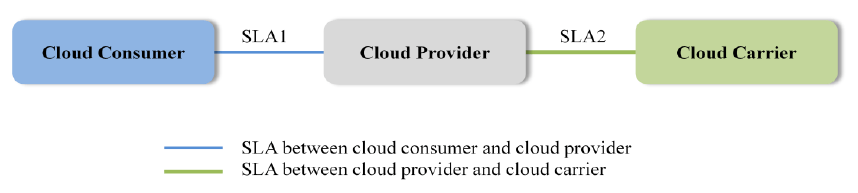 SLA1
SLA2
Cloud Consumer
Cloud Provider
Cloud Carrier
SLA between cloud consumer and cloud provider
SLA between cloud provider and cloud carrier